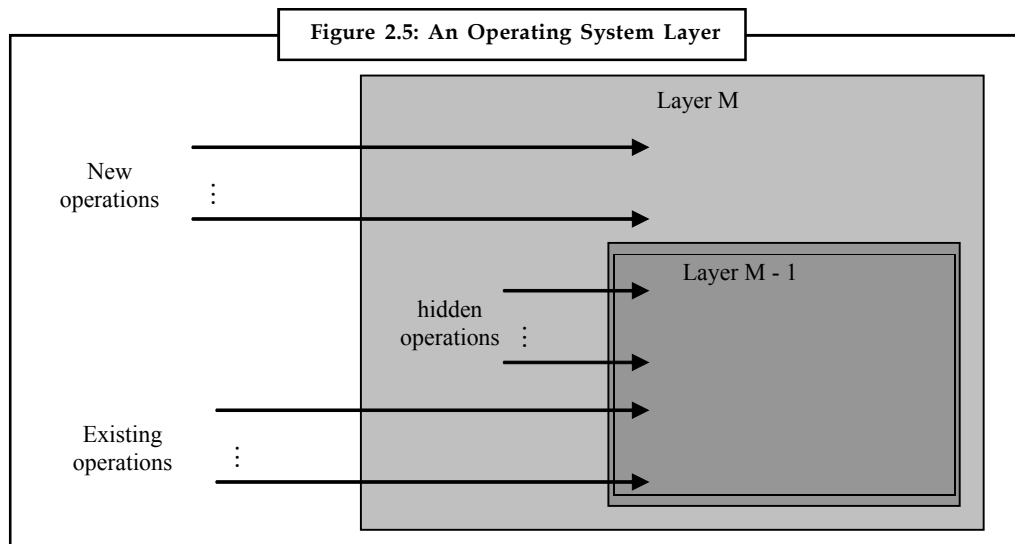 Figure 2.5: An Operating System Layer
Layer M
New
operations
⋮
Layer M - 1
hidden
operations
⋮
Existing
operations
⋮